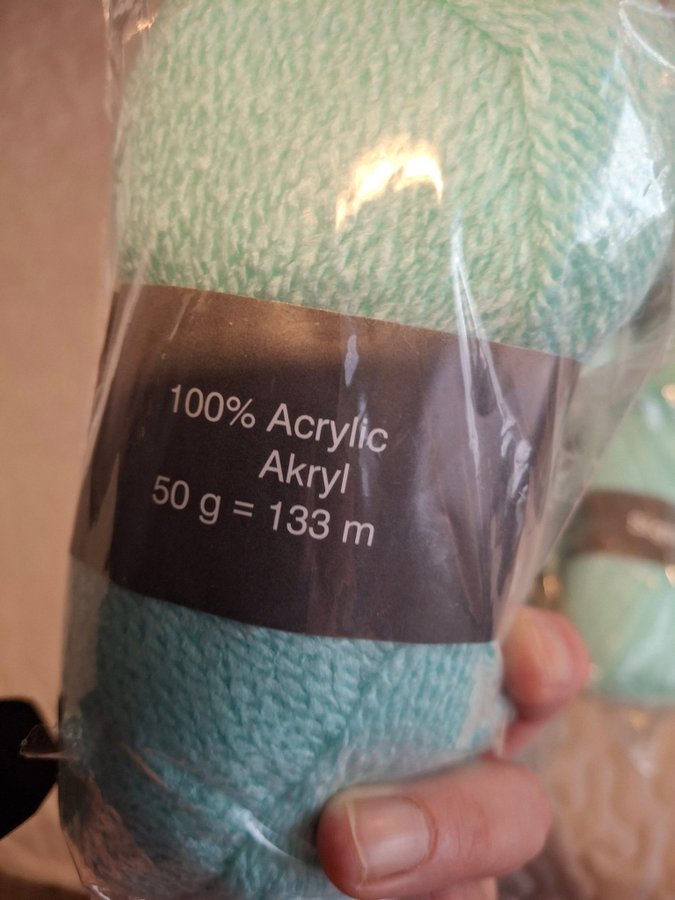 100% Acrylic
Akryl
50 g = 133 m